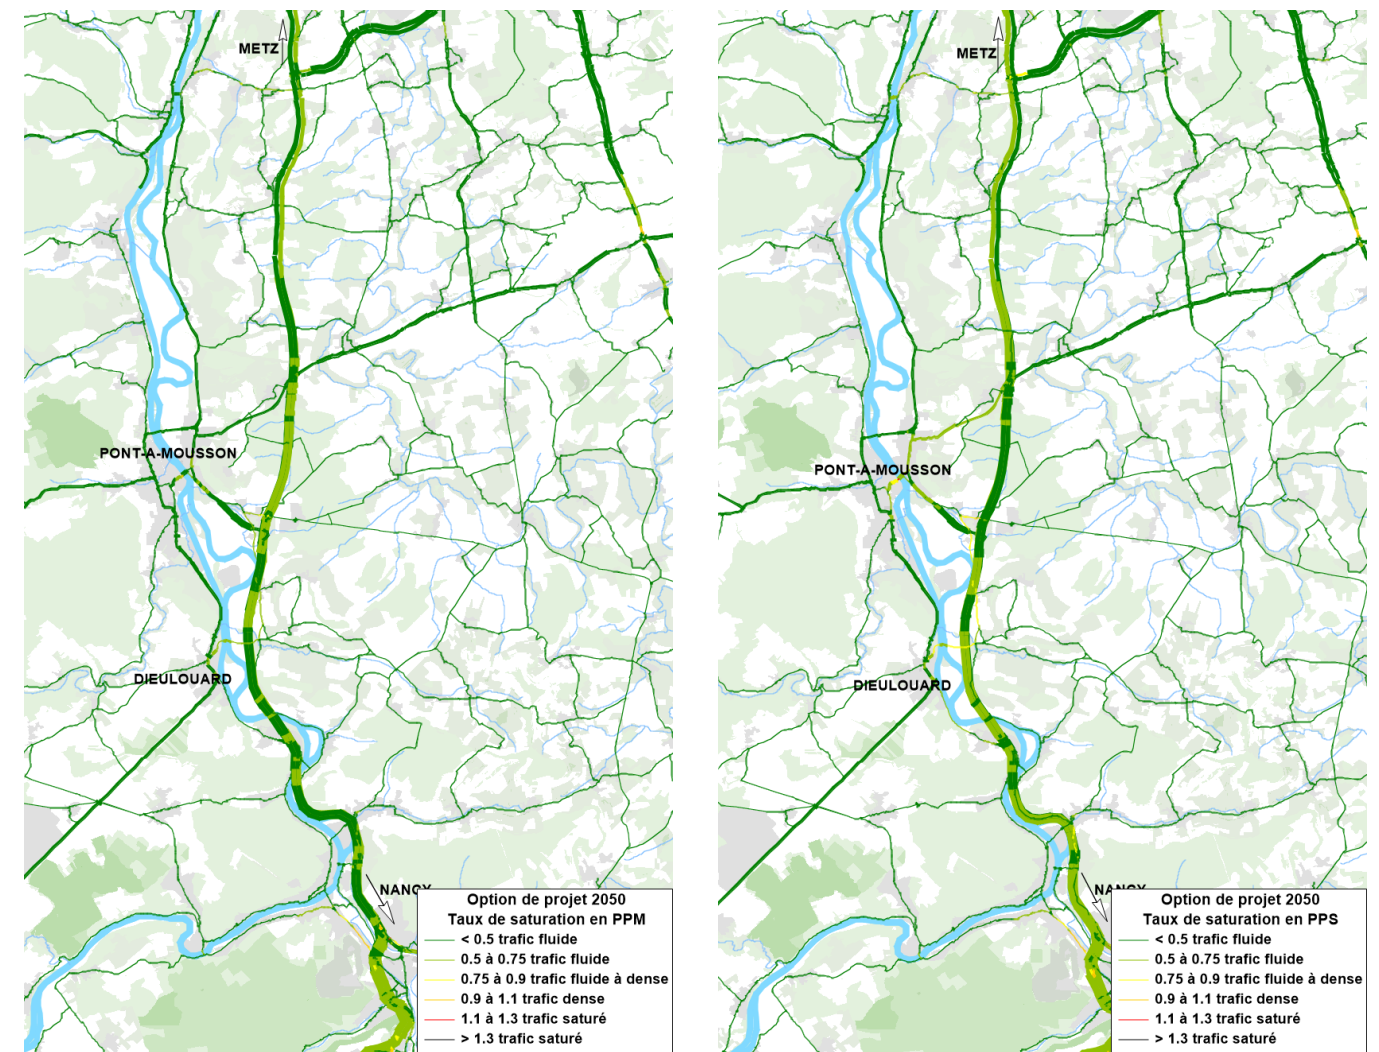 METZ
PONT-A-MOUSSON
DIEULOUARD
NANCY
Option de projet 2050
Taux de saturation en PPM
< 0.5 trafic fluide
0.5 à 0.75 trafic fluide
0.75 à 0.9 trafic fluide à dense
0.9 à 1.1 trafic dense
1.1 à 1.3 trafic saturé
> 1.3 trafic saturé
METZ
PONT-A-MOUSSON
DIEULOUARD
NANCY
Option de projet 2050
Taux de saturation en PPS
< 0.5 trafic fluide
0.5 à 0.75 trafic fluide
0.75 à 0.9 trafic fluide à dense
0.9 à 1.1 trafic dense
1.1 à 1.3 trafic saturé
> 1.3 trafic saturé